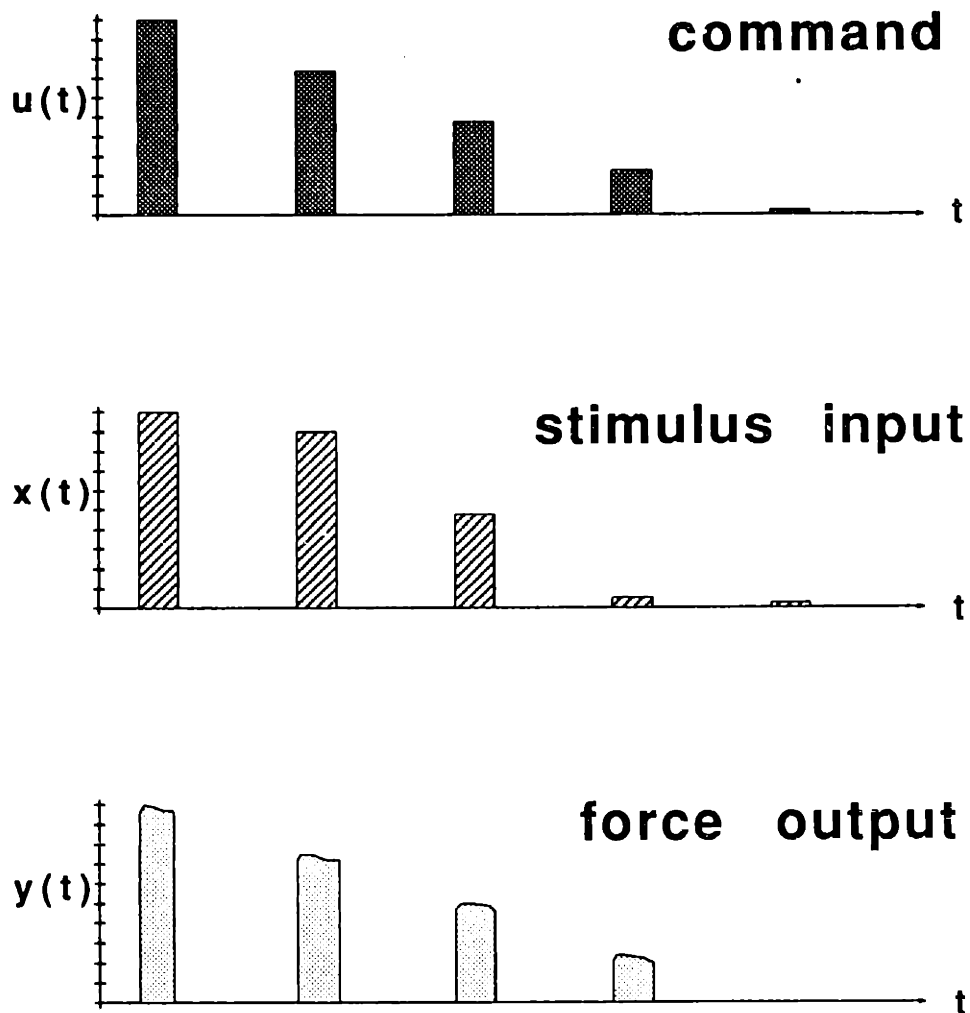 command
u(t)
t
stimulus input
x(t)
t
force output
y(t)
t